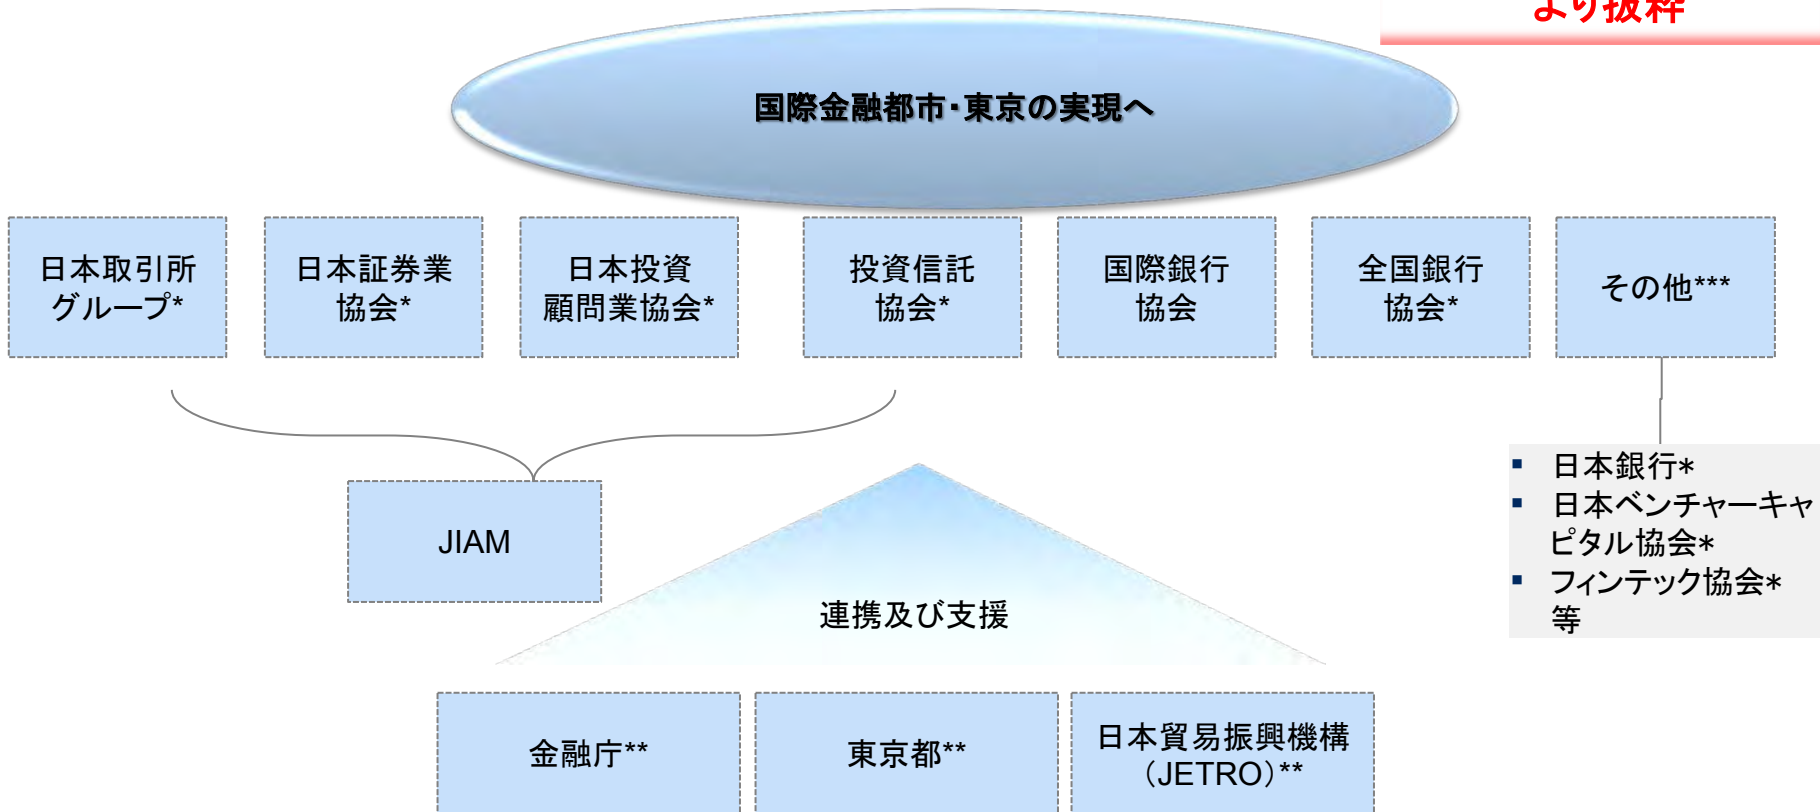 より抜粋
国際金融都市・東京の実現へ
日本取引所
グループ*
日本証券業
協会*
日本投資
顧問業協会*
投資信託
協会*
国際銀行
協会
全国銀行
協会*
その他***
JIAM
▪ 日本銀行*
▪ 日本ベンチャーキャ
ピタル協会*
▪ フィンテック協会*
等
連携及び支援
金融庁**
東京都**
日本貿易振興機構
（JETRO）**